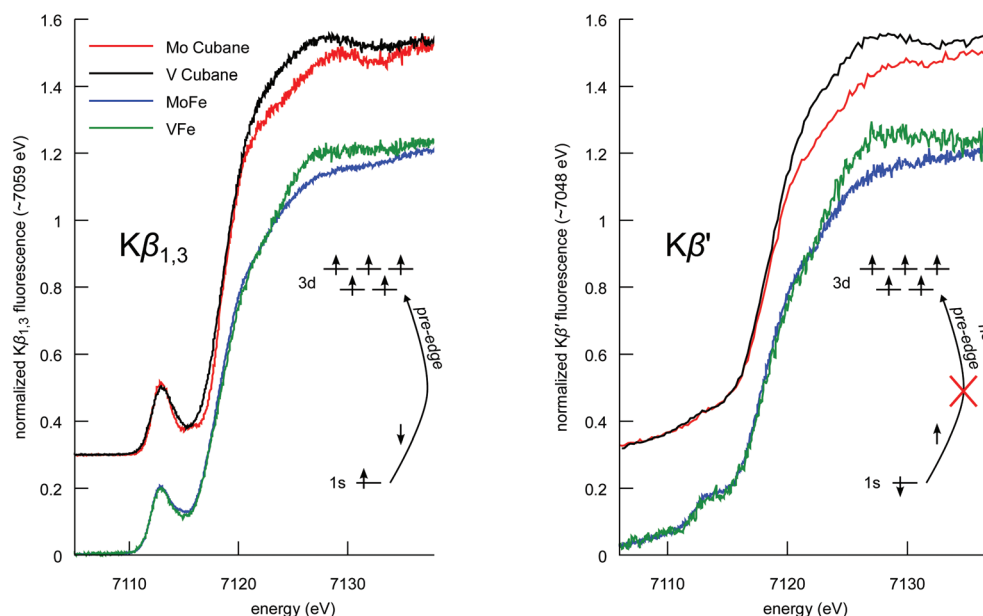 normalized Kβ1,3 fluorescence (~7059 eV)
1.6
1.4
1.2
1
0.8
0.6
0.4
0.2
0
Mo Cubane
V Cubane
MoFe
VFe
Kβ1,3
3d
pre-edge
1s
7110
7120
7130
energy (eV)
normalized Kβ' fluorescence (~7048 eV)
1.6
1.4
1.2
1
0.8
0.6
0.4
0.2
0
Kβ'
3d
pre-edge
1s
7110
7120
7130
energy (eV)